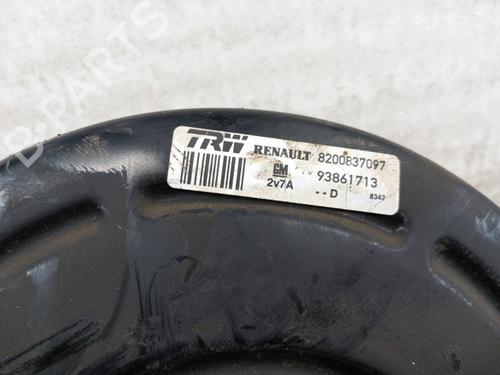 B-PARTS
TRW RENAULT 8200837097
GM 93861713
2v7A --D 8342